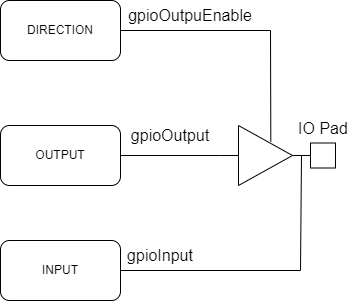 DIRECTION
gpioOutpuEnable
OUTPUT
gpioOutput
IO Pad
INPUT
gpioInput